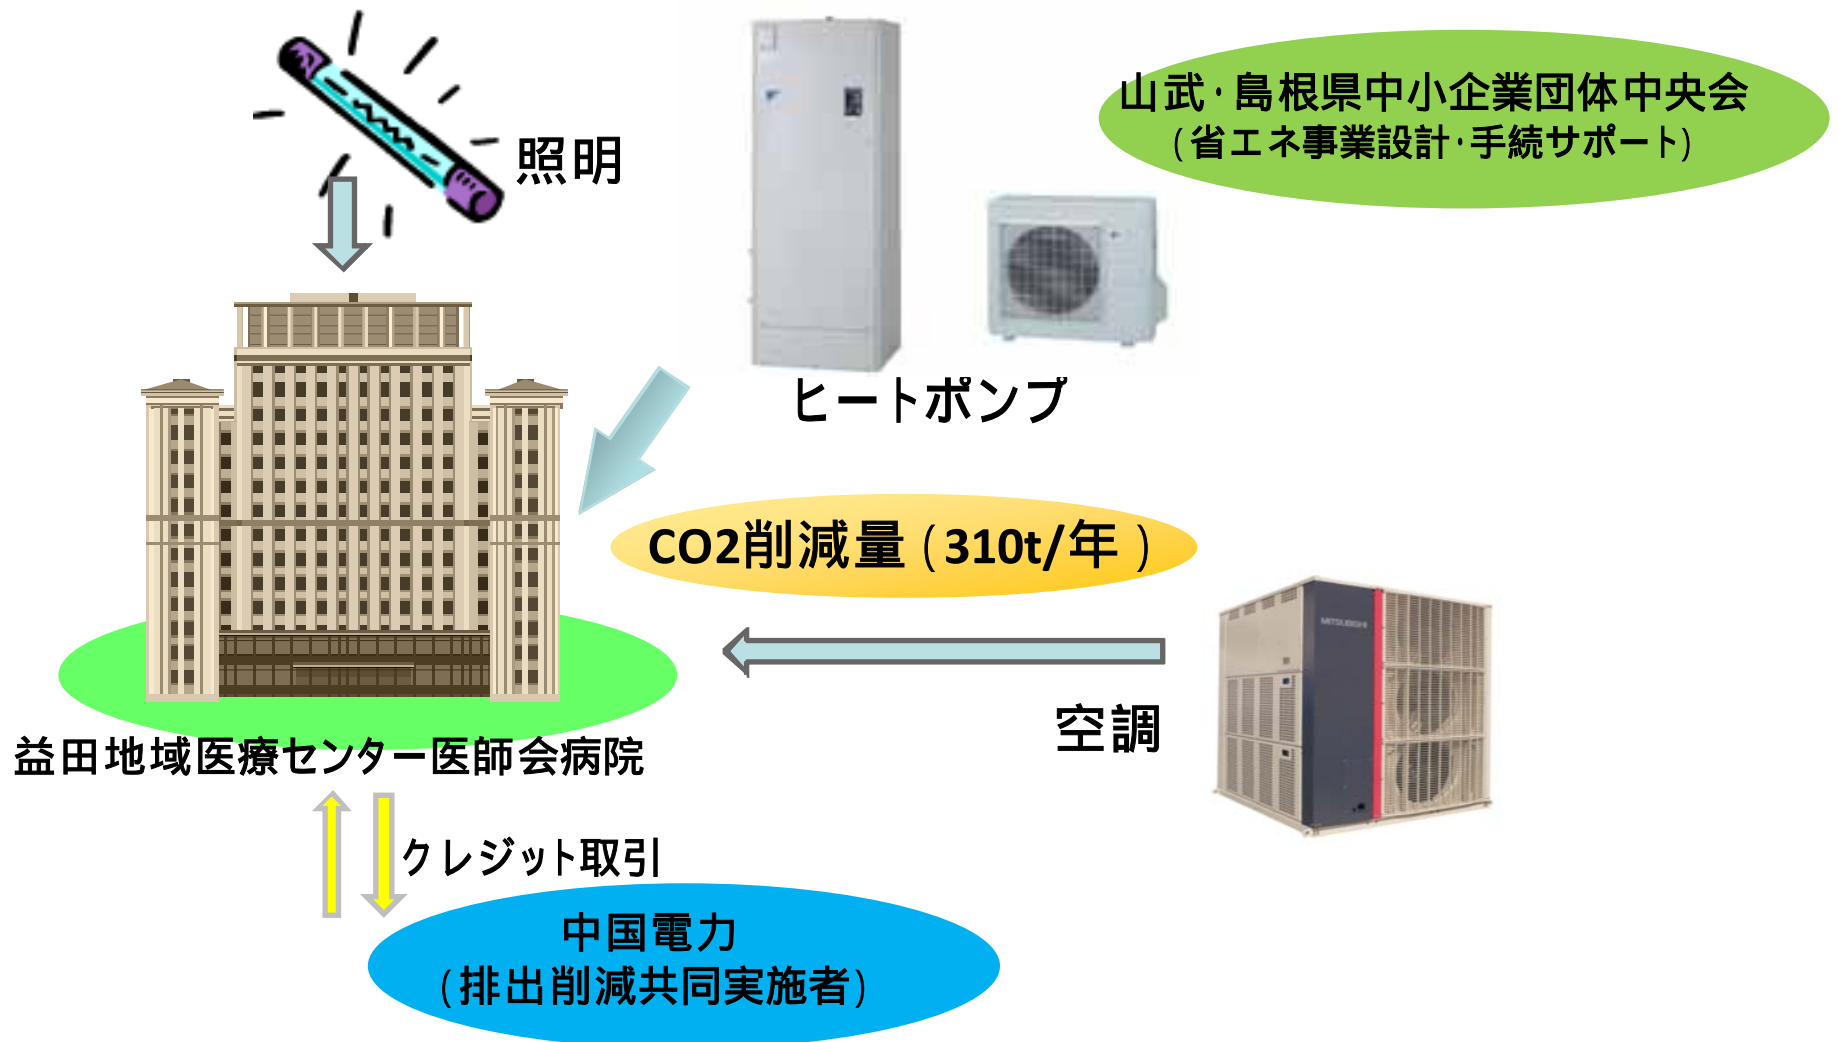 照明
山武・島根県中小企業団体中央会
(省エネ事業設計・手続サポート)
ヒートポンプ
CO2削減量(310t/年 )
MITSUBISHI
空調
益田地域医療センター医師会病院
クレジット取引
中国電力
(排出削減共同実施者)